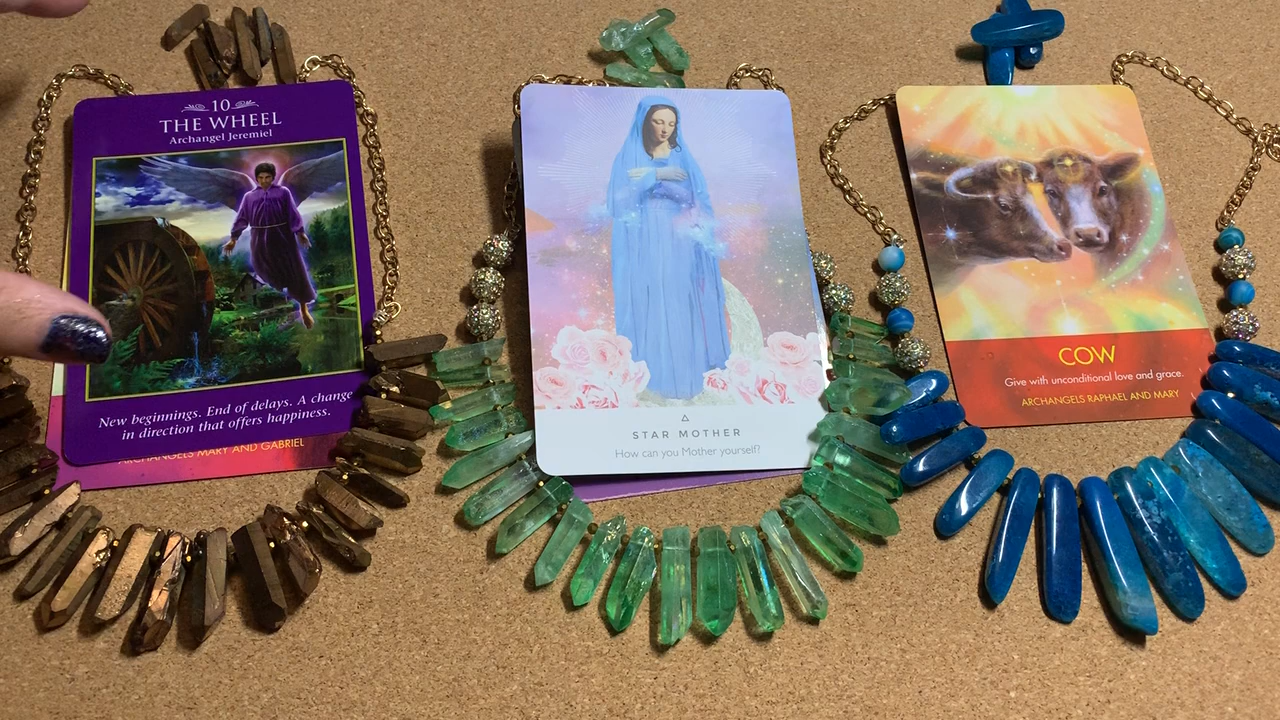 10
THE WHEEL
Archangel Jeremiel
New beginnings. End of delays. A change
in direction that offers happiness.
ARCHANGELS MARY AND GABRIEL
STAR MOTHER
How can you Mother yourself?
COW
Give with unconditional love and grace.
ARCHANGELS RAPHAEL AND MARY